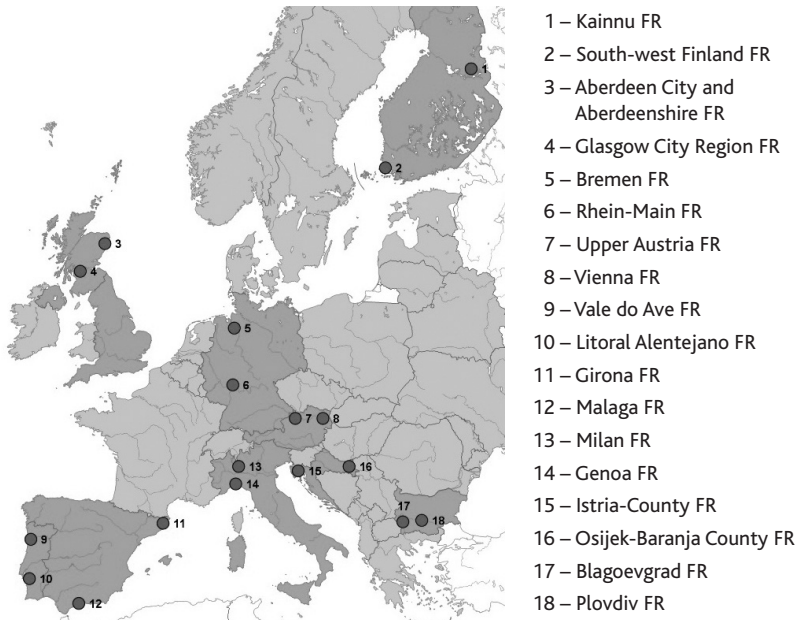 1 – Kainnu FR
2 – South-west Finland FR
3 – Aberdeen City and
Aberdeenshire FR
4 – Glasgow City Region FR
5 – Bremen FR
6 – Rhein-Main FR
7 – Upper Austria FR
8 – Vienna FR
9 – Vale do Ave FR
10 – Litoral Alentejano FR
11 – Girona FR
12 – Malaga FR
13 – Milan FR
14 – Genoa FR
15 – Istria-County FR
16 – Osijek-Baranja County FR
17 – Blagoevgrad FR
18 – Plovdiv FR
1
2
3
4
5
6
7
8
13
16
15
14
17
18
11
9
10
12